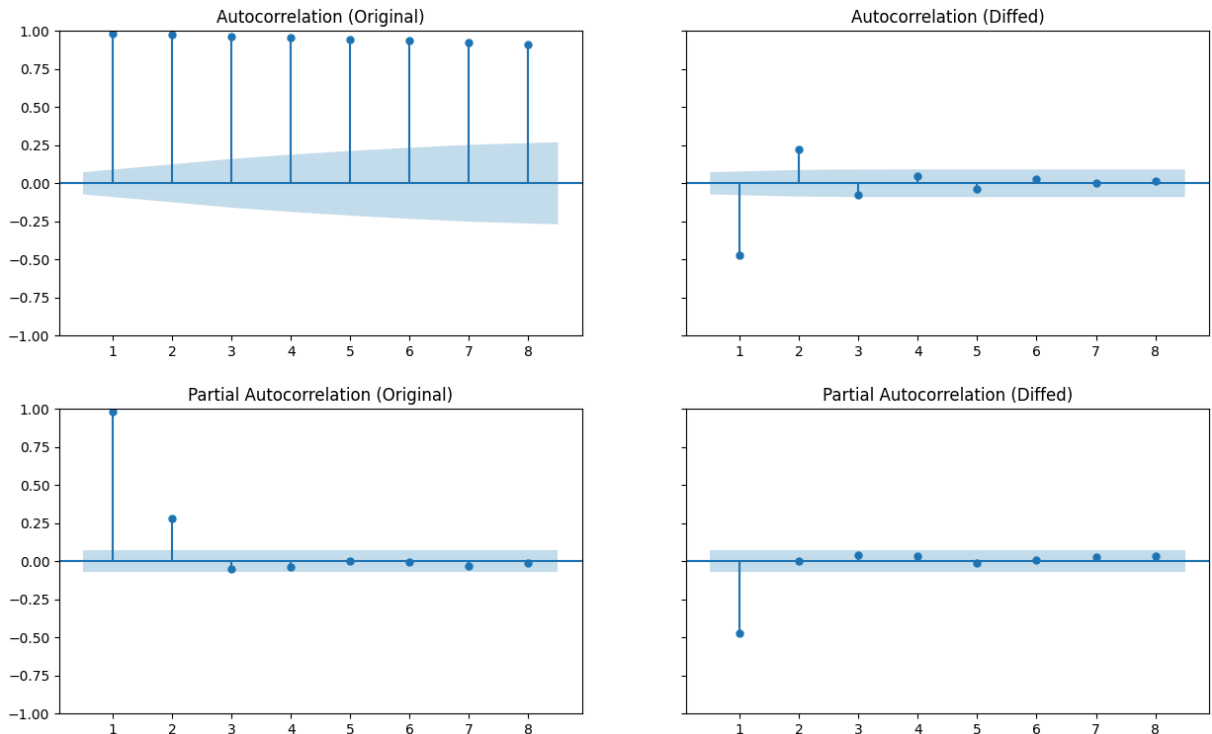 Autocorrelation (Original)
1.00
0.75
0.50
0.25
0.00
−0.25
−0.50
−0.75
−1.00
1 2 3 4 5 6 7 8
Autocorrelation (Diffed)
1 2 3 4 5 6 7 8
Partial Autocorrelation (Original)
1.00
0.75
0.50
0.25
0.00
−0.25
−0.50
−0.75
−1.00
1 2 3 4 5 6 7 8
Partial Autocorrelation (Diffed)
1 2 3 4 5 6 7 8